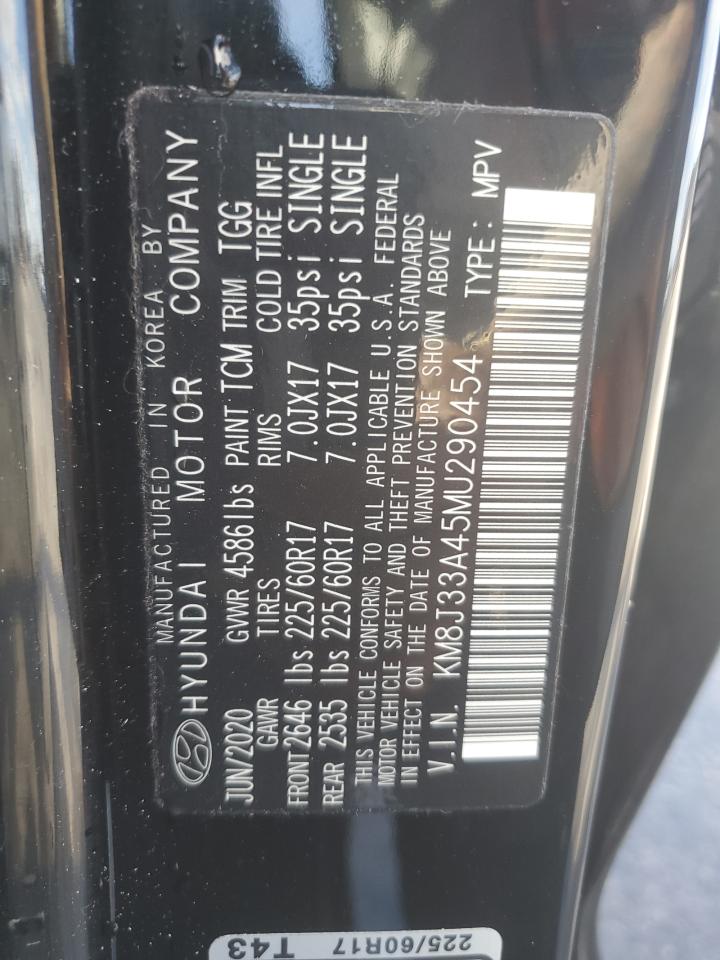 MANUFACTURED IN KOREA BY
HYUNDAI MOTOR COMPANY
JUN/2020 GVWR 4586 lbs PAINT TCM TRIM TGG
GAWR TIRES RIMS COLD TIRE INFL
FRONT 2646 lbs 225/60R17 7.0JX17 35psi SINGLE
REAR 2535 lbs 225/60R17 7.0JX17 35psi SINGLE
THIS VEHICLE CONFORMS TO ALL APPLICABLE U.S.A. FEDERAL
MOTOR VEHICLE SAFETY AND THEFT PREVENTION STANDARDS
IN EFFECT ON THE DATE OF MANUFACTURE SHOWN ABOVE
V.I.N. KM8J33A45MU290454 TYPE: MPV
225/60R17
T43